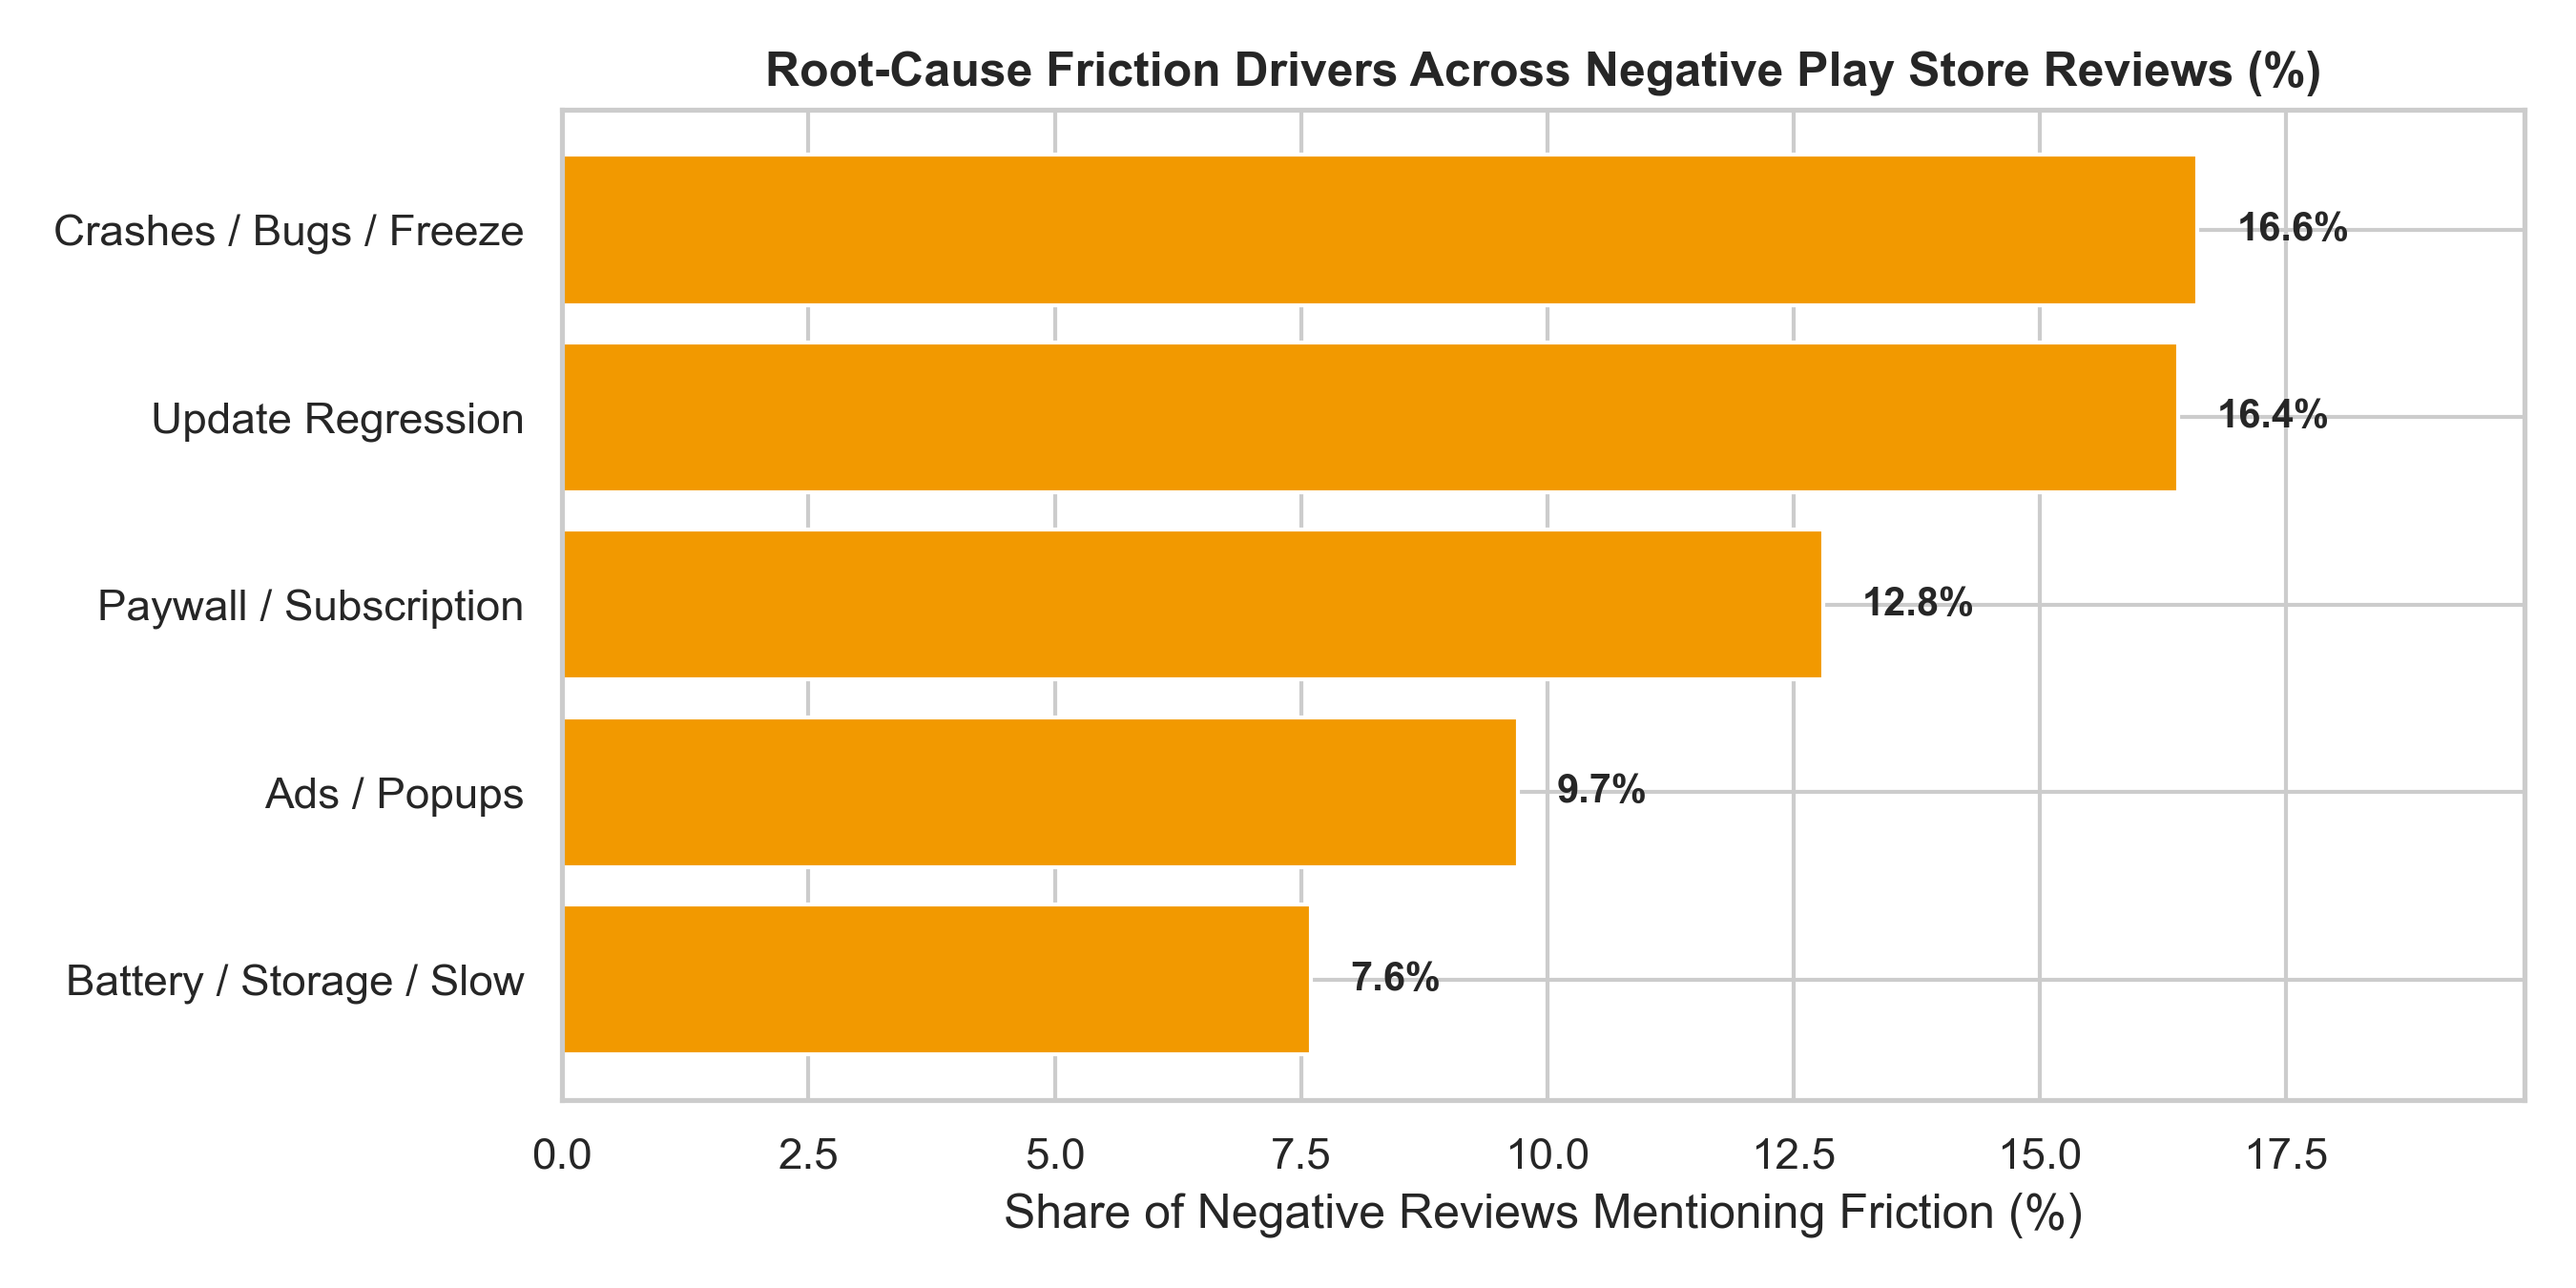 Root-Cause Friction Drivers Across Negative Play Store Reviews (%)
Crashes / Bugs / Freeze
16.6%
Update Regression
16.4%
Paywall / Subscription
12.8%
Ads / Popups
9.7%
Battery / Storage / Slow
7.6%
0.0 2.5 5.0 7.5 10.0 12.5 15.0 17.5
Share of Negative Reviews Mentioning Friction (%)